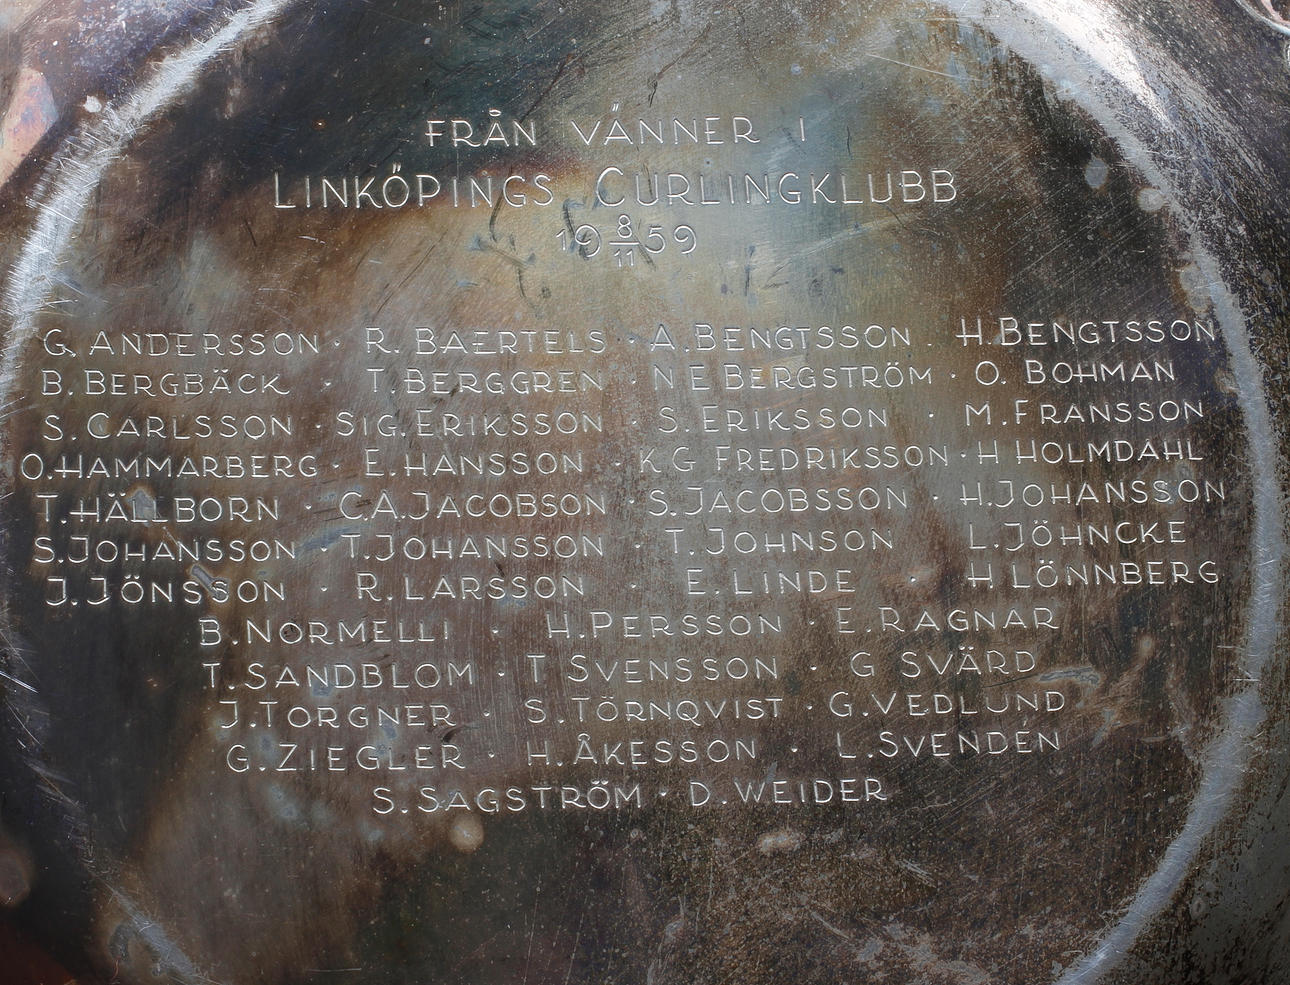 FRÅN VÄNNER I
LINKÖPINGS CURLINGKLUBB
19 8/11 59
G. ANDERSSON · R. BAERTELS · A. BENGTSSON · H. BENGTSSON
B. BERGBÄCK · T. BERGGREN · N E BERGSTRÖM · O. BOHMAN
S. CARLSSON · SIG. ERIKSSON · S. ERIKSSON · M. FRANSSON
O. HAMMARBERG · E. HANSSON · K G FREDRIKSSON · H HOLMDAHL
T. HÄLLBORN · C.A. JACOBSON · S. JACOBSSON · H. JOHANSSON
S. JOHANSSON · T. JOHANSSON · T. JOHNSON L. JÖHNCKE
J. JÖNSSON · R. LARSSON · E. LINDE · H. LÖNNBERG
B. NORMELLI · H. PERSSON · E. RAGNAR
T. SANDBLOM · T SVENSSON · G SVÄRD
J. TORGNER · S. TÖRNQVIST · G. VEDLUND
G. ZIEGLER · H. ÅKESSON · L. SVENDÉN
S. SAGSTRÖM · D. WEIDER